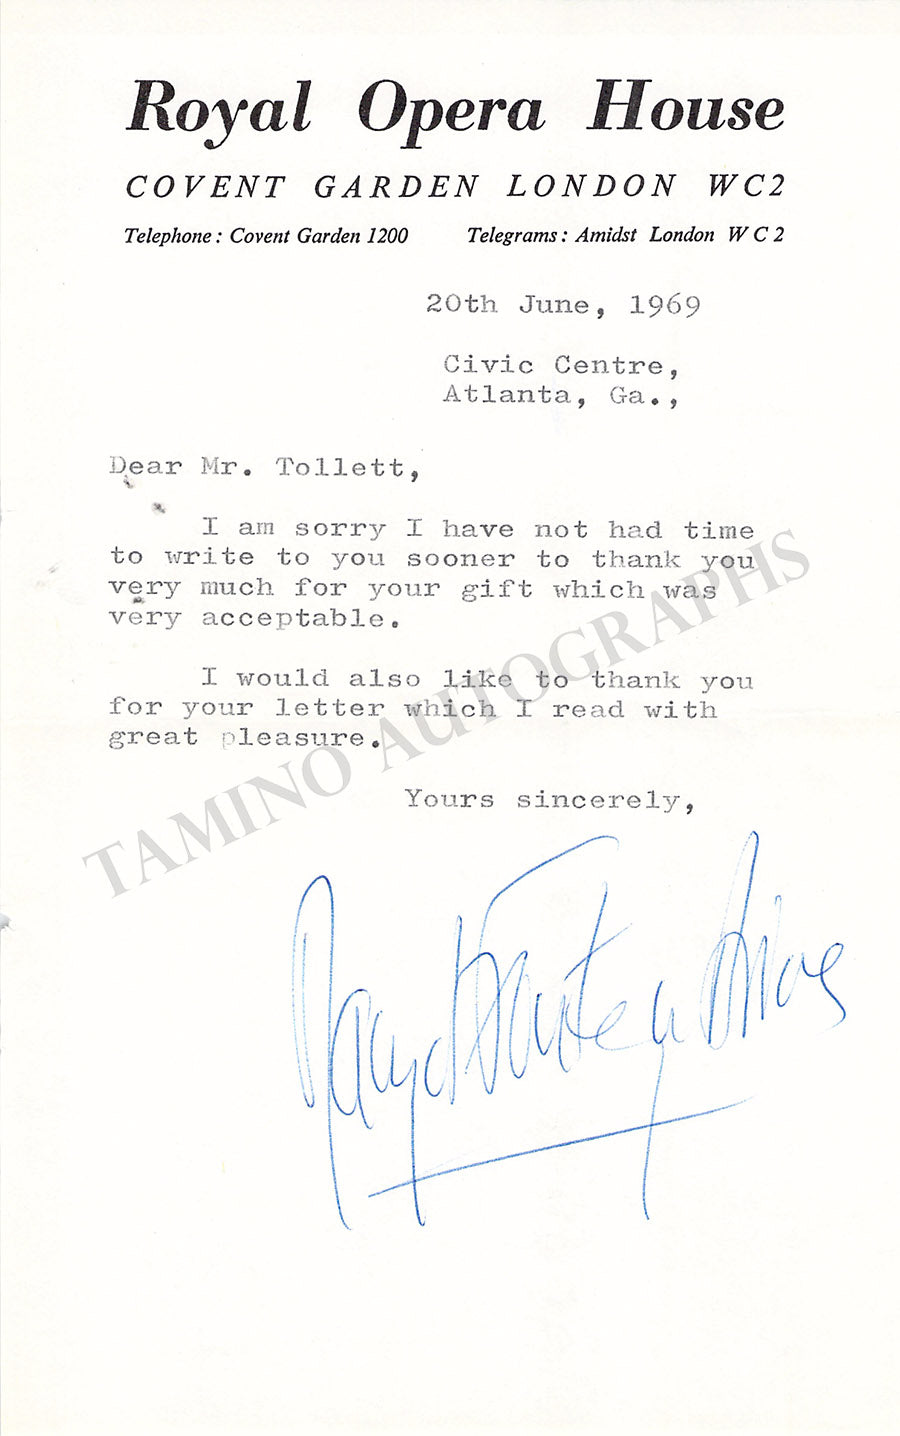 Royal Opera House
COVENT GARDEN LONDON WC2
Telephone: Covent Garden 1200 Telegrams: Amidst London WC2
20th June, 1969
Civic Centre,
Atlanta, Ga.,
Dear Mr. Tollett,
I am sorry I have not had time
to write to you sooner to thank you
very much for your gift which was
very acceptable.
I would also like to thank you
for your letter which I read with
great pleasure.
Yours sincerely,
TAMINO AUTOGRAPHS